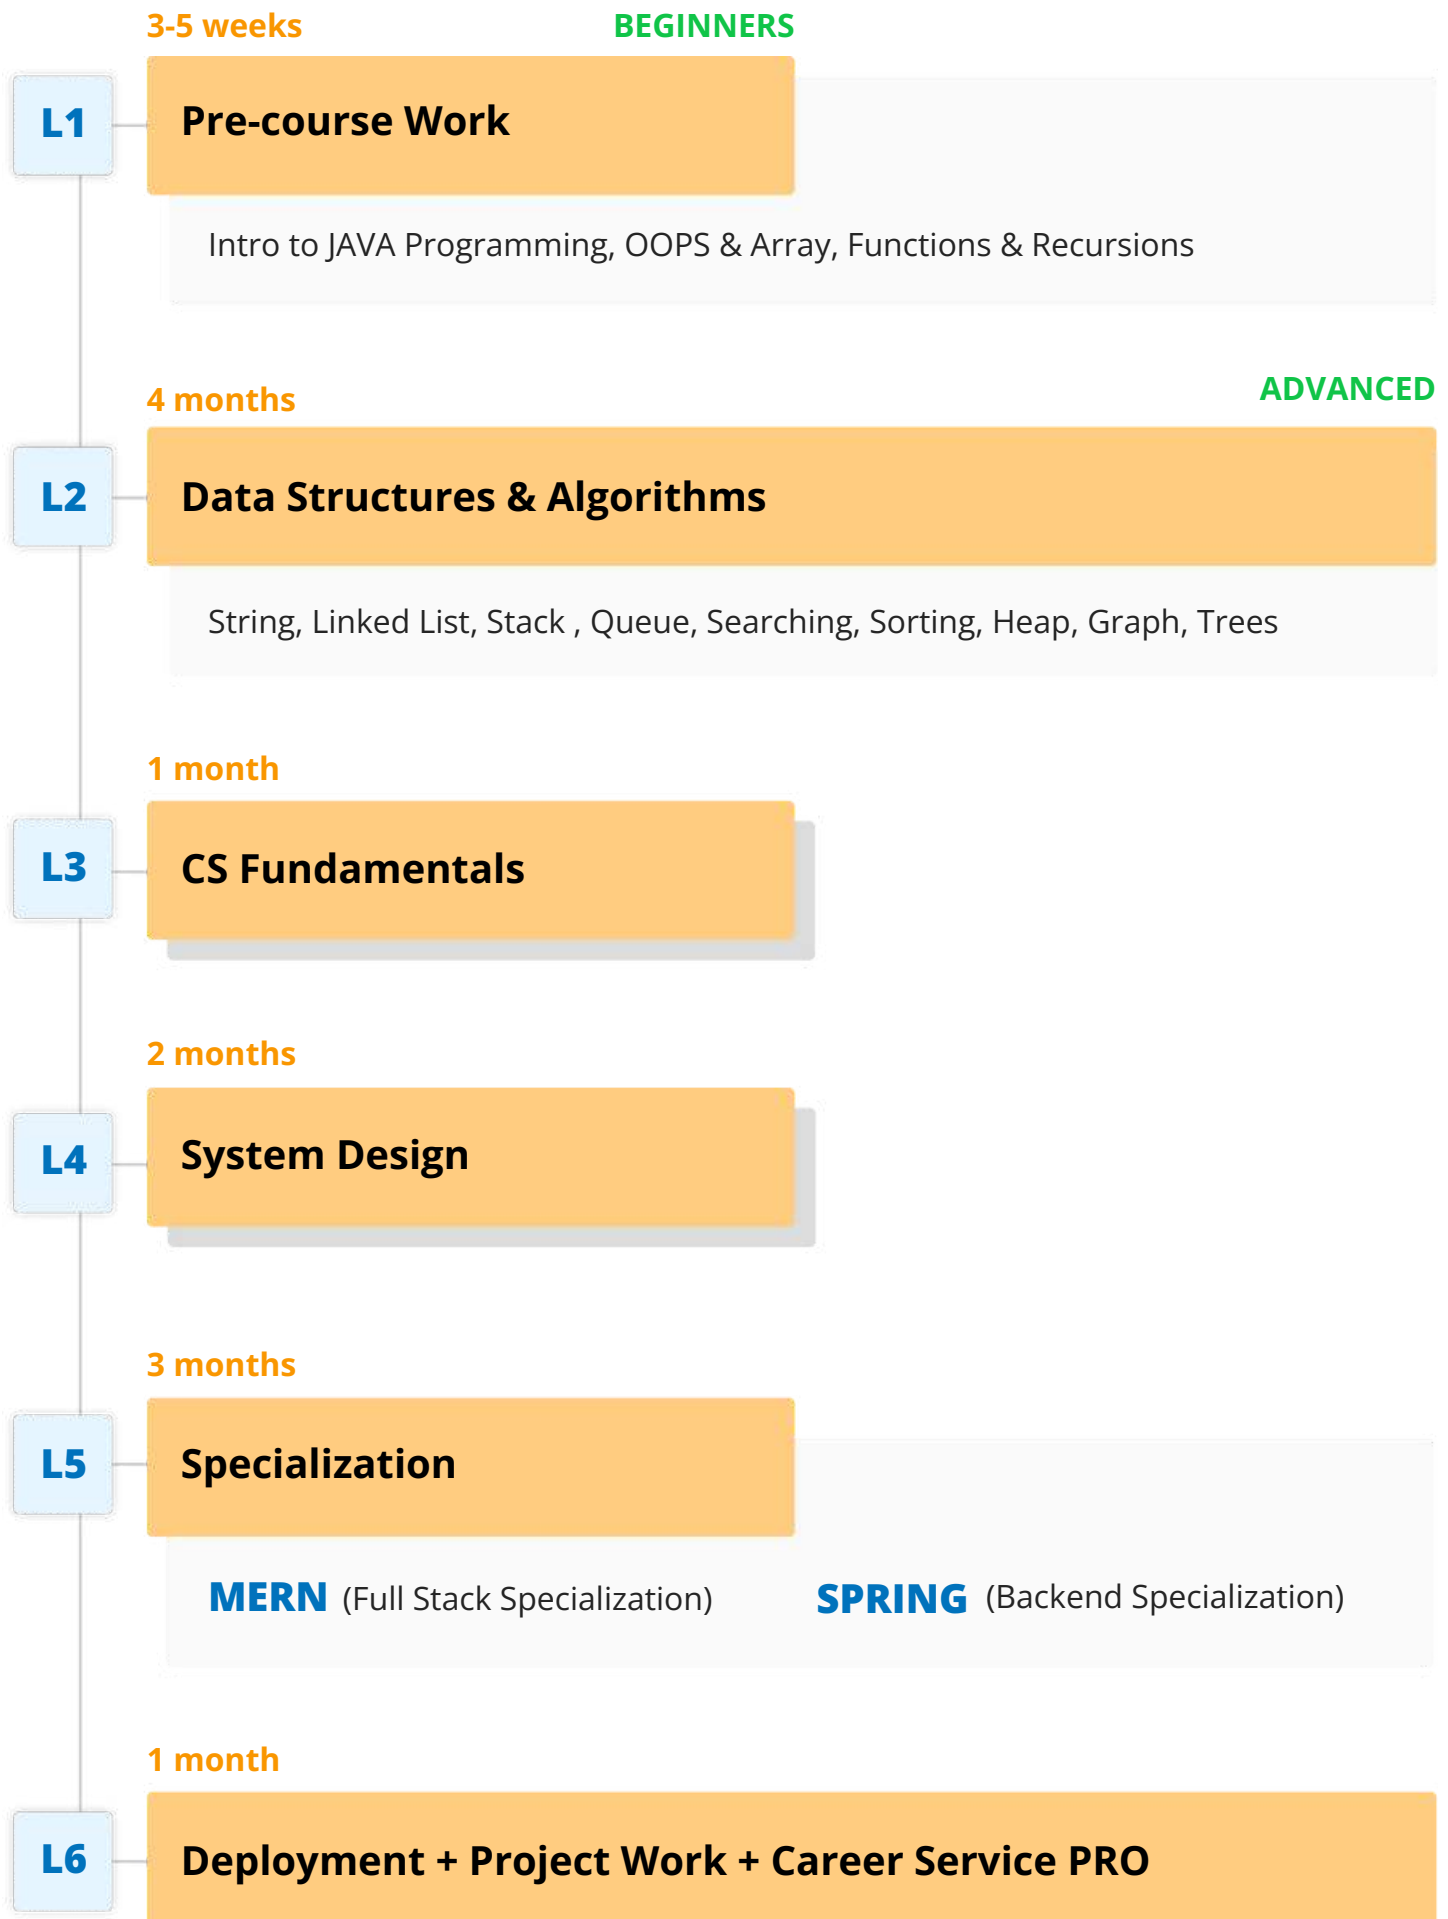 3-5 weeks BEGINNERS
L1 Pre-course Work
Intro to JAVA Programming, OOPS & Array, Functions & Recursions
4 months ADVANCED
L2 Data Structures & Algorithms
String, Linked List, Stack , Queue, Searching, Sorting, Heap, Graph, Trees
1 month
L3 CS Fundamentals
2 months
L4 System Design
3 months
L5 Specialization
MERN (Full Stack Specialization) SPRING (Backend Specialization)
1 month
L6 Deployment + Project Work + Career Service PRO